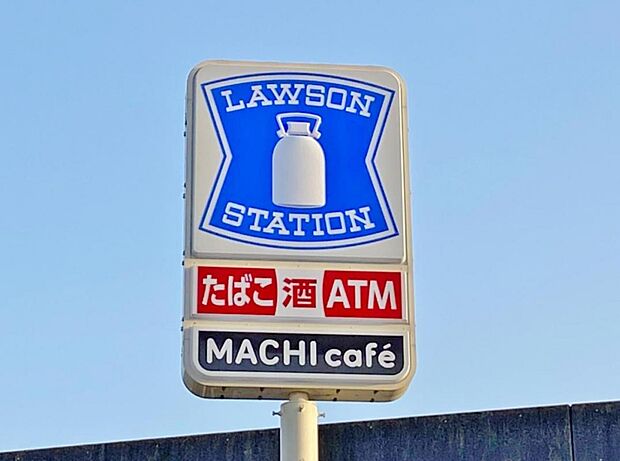 LAWSON
STATION
たばこ 酒 ATM
MACHI café